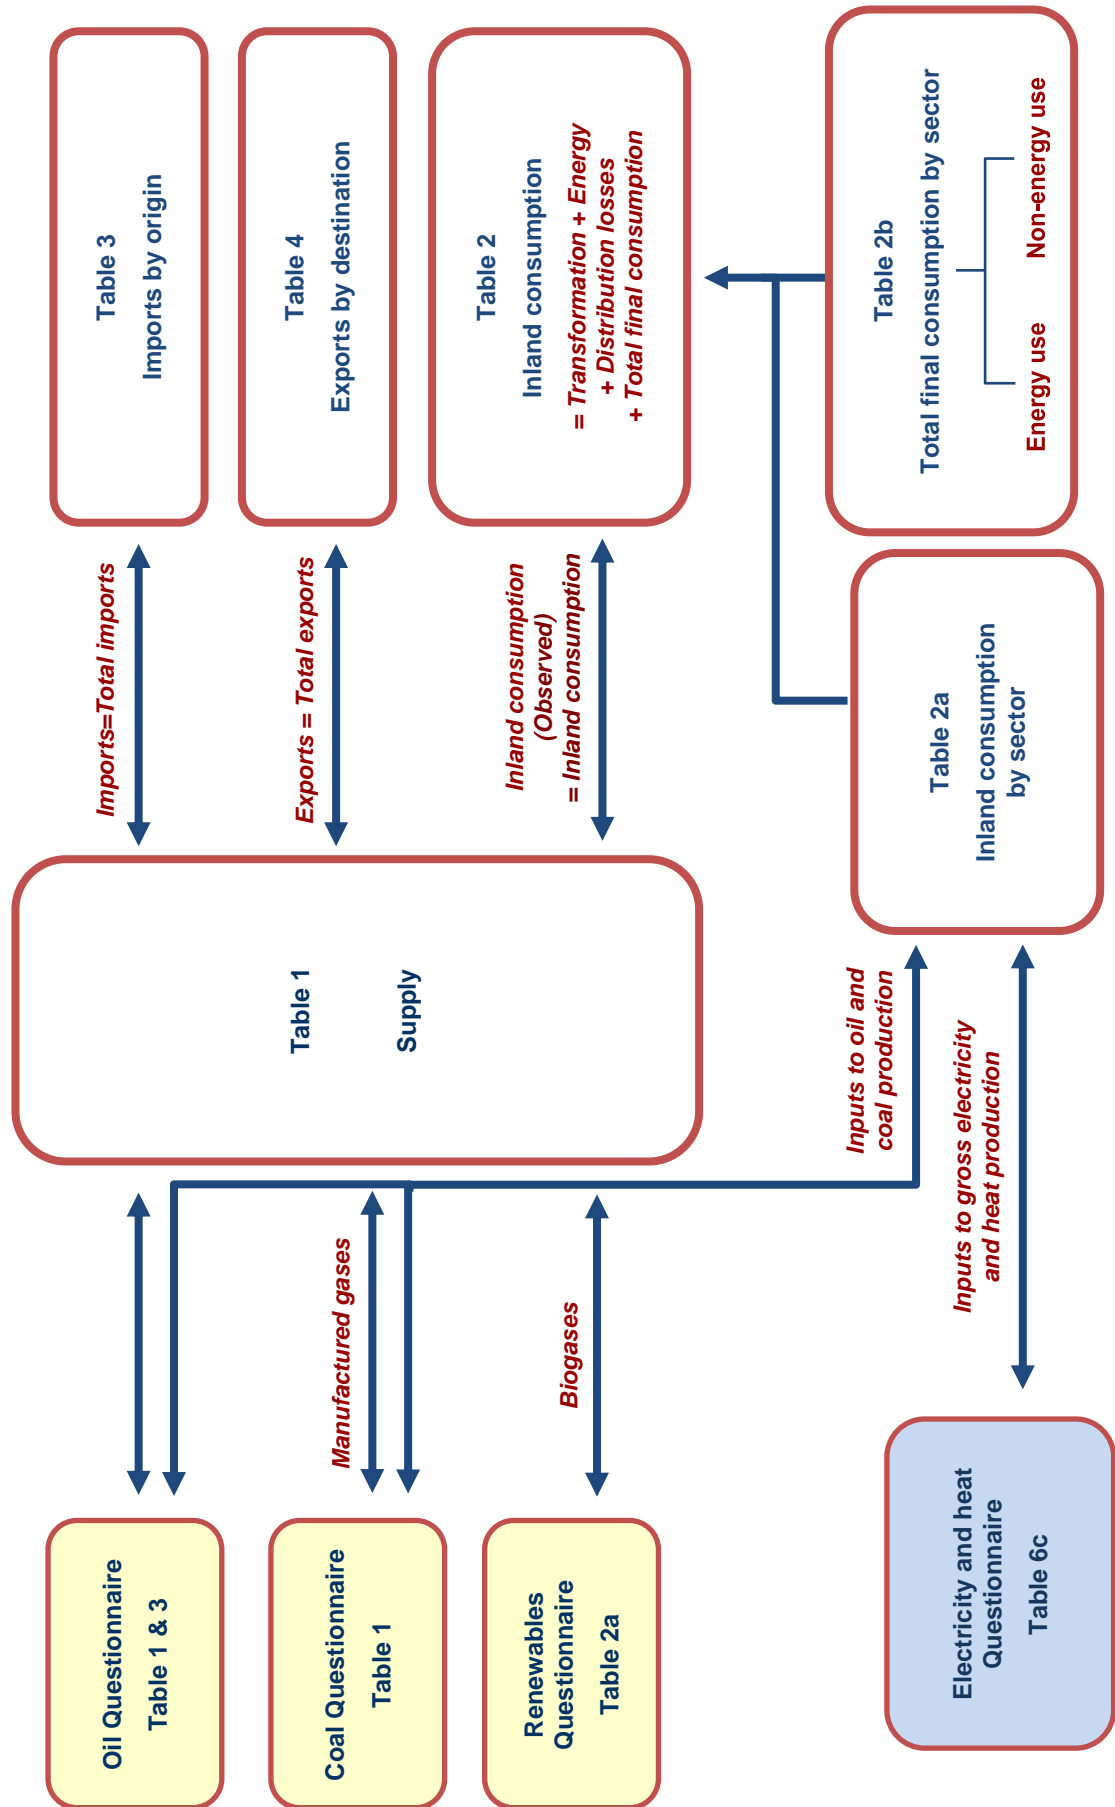 Oil Questionnaire
Table 1 & 3
Coal Questionnaire
Table 1
Renewables
Questionnaire
Table 2a
Electricity and heat
Questionnaire
Table 6c
Manufactured gases
Biogases
Table 1
Supply
Inputs to oil and
coal production
Inputs to gross electricity
and heat production
Imports=Total imports
Exports = Total exports
Inland consumption
(Observed)
= Inland consumption
Table 3
Imports by origin
Table 4
Exports by destination
Table 2
Inland consumption
= Transformation + Energy
+ Distribution losses
+ Total final consumption
Table 2a
Inland consumption
by sector
Table 2b
Total final consumption by sector
Energy use
Non-energy use